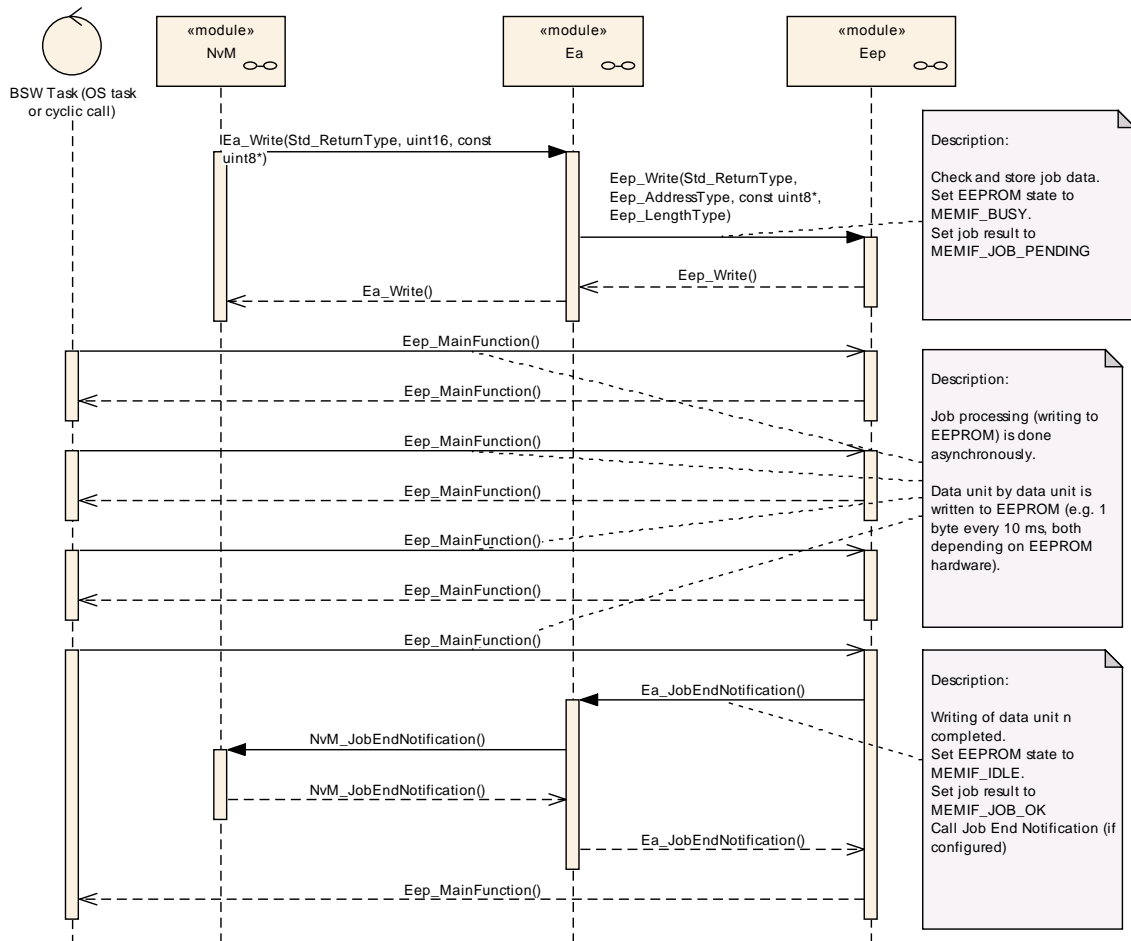 «module»
NvM
«module»
Ea
«module»
Eep
BSW Task (OS task
or cyclic call)
Ea_Write(Std_ReturnType, uint16, const
uint8*)
Eep_Write(Std_ReturnType,
Eep_AddressType, const uint8*,
Eep_LengthType)
Description:
Check and store job data.
Set EEPROM state to
MEMIF_BUSY.
Set job result to
MEMIF_JOB_PENDING
Eep_Write()
Ea_Write()
Eep_MainFunction()
Eep_MainFunction()
Eep_MainFunction()
Eep_MainFunction()
Eep_MainFunction()
Eep_MainFunction()
Description:
Job processing (writing to
EEPROM) is done
asynchronously.
Data unit by data unit is
written to EEPROM (e.g. 1
byte every 10 ms, both
depending on EEPROM
hardware).
Eep_MainFunction()
Ea_JobEndNotification()
NvM_JobEndNotification()
NvM_JobEndNotification()
Ea_JobEndNotification()
Eep_MainFunction()
Description:
Writing of data unit n
completed.
Set EEPROM state to
MEMIF_IDLE.
Set job result to
MEMIF_JOB_OK
Call Job End Notification (if
configured)